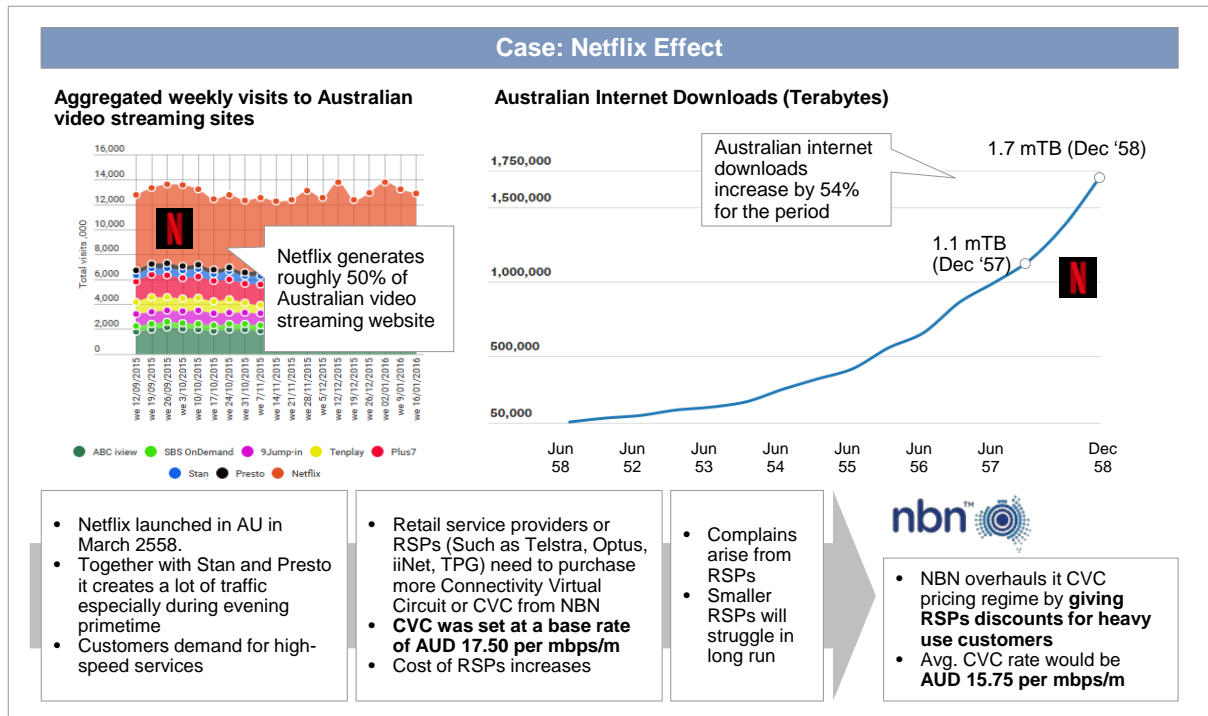 Case: Netflix Effect
Aggregated weekly visits to Australian
video streaming sites
16,000
14,000
12,000
10,000
8,000
6,000
4,000
2,000
0
Total visits ,000
N
Netflix generates
roughly 50% of
Australian video
streaming website
we 12/09/2015
we 19/09/2015
we 26/09/2015
we 3/10/2015
we 10/10/2015
we 17/10/2015
we 24/10/2015
we 31/10/2015
we 7/11/2015
we 14/11/2015
we 21/11/2015
we 28/11/2015
we 5/12/2015
we 12/12/2015
we 19/12/2015
we 26/12/2015
we 02/01/2016
we 9/01/2016
we 16/01/2016
ABC iview
SBS OnDemand
9Jump-in
Tenplay
Plus7
Stan
Presto
Netflix
Australian Internet Downloads (Terabytes)
1,750,000
1,500,000
1,000,000
500,000
50,000
Australian internet
downloads
increase by 54%
for the period
1.7 mTB (Dec ‘58)
1.1 mTB
(Dec ‘57)
N
Jun 58
Jun 52
Jun 53
Jun 54
Jun 55
Jun 56
Jun 57
Dec 58
• Netflix launched in AU in
March 2558.
• Together with Stan and Presto
it creates a lot of traffic
especially during evening
primetime
• Customers demand for high-
speed services
• Retail service providers or
RSPs (Such as Telstra, Optus,
iiNet, TPG) need to purchase
more Connectivity Virtual
Circuit or CVC from NBN
• CVC was set at a base rate
of AUD 17.50 per mbps/m
• Cost of RSPs increases
• Complains
arise from
RSPs
• Smaller
RSPs will
struggle in
long run
nbn™
• NBN overhauls it CVC
pricing regime by giving
RSPs discounts for heavy
use customers
• Avg. CVC rate would be
AUD 15.75 per mbps/m